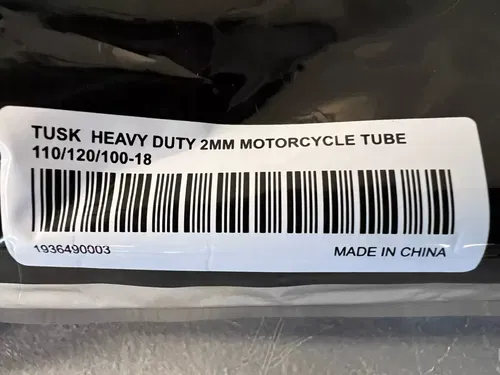 TUSK HEAVY DUTY 2MM MOTORCYCLE TUBE
110/120/100-18
1936490003 MADE IN CHINA